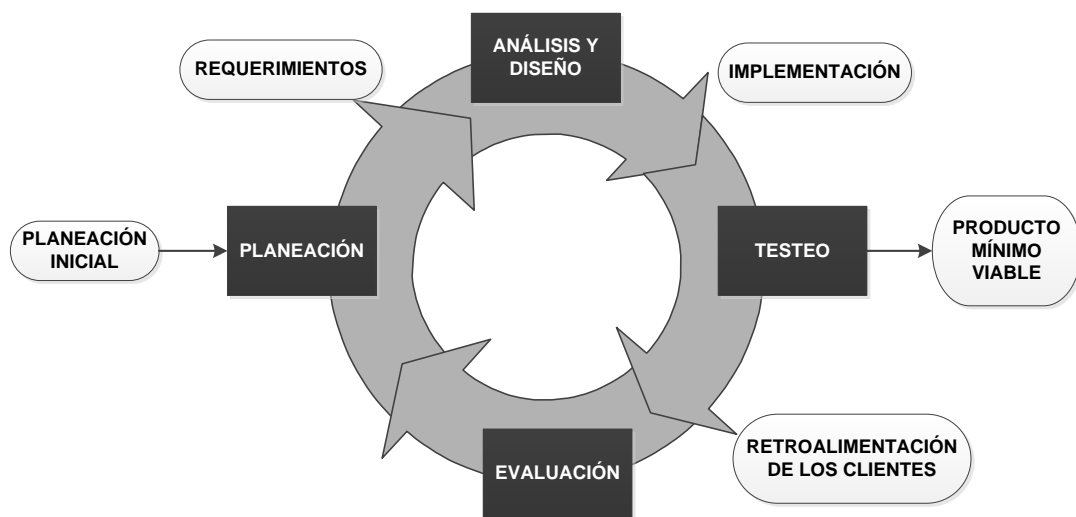 ANÁLISIS Y
DISEÑO
REQUERIMIENTOS
IMPLEMENTACIÓN
PLANEACIÓN
INICIAL
PLANEACIÓN
TESTEO
PRODUCTO
MÍNIMO
VIABLE
EVALUACIÓN
RETROALIMENTACIÓN
DE LOS CLIENTES